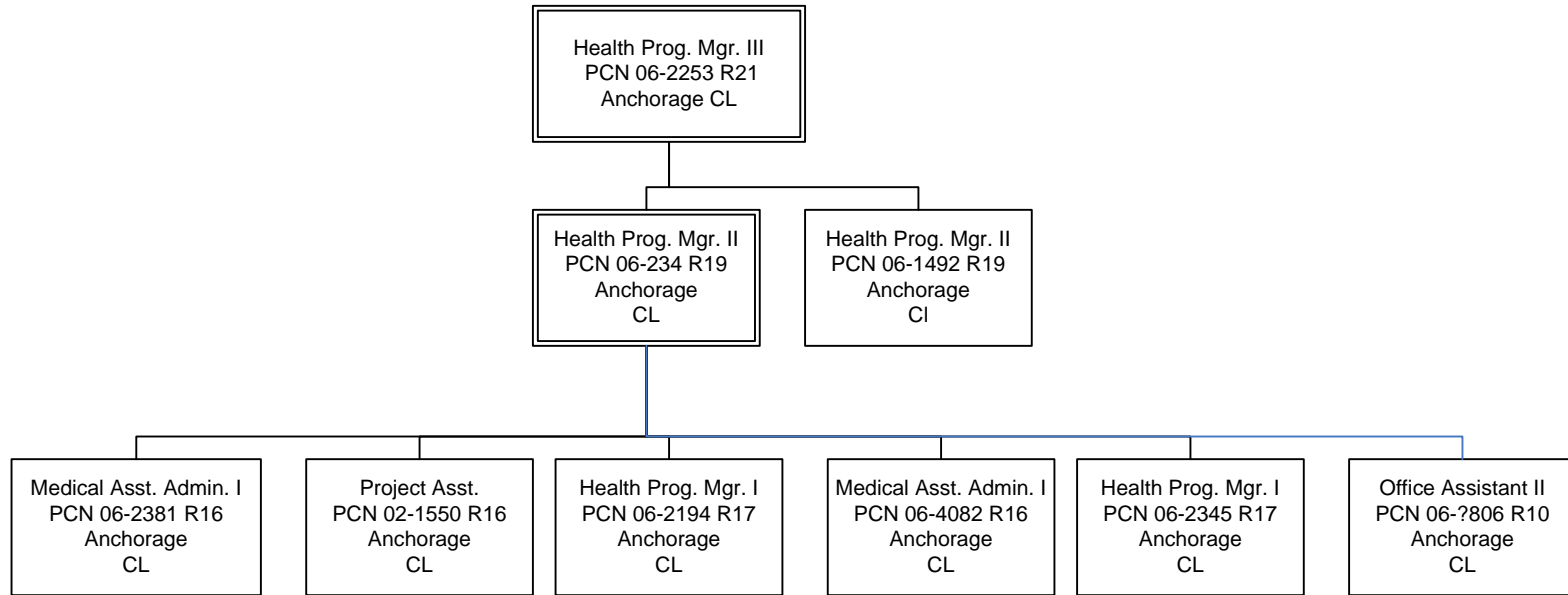 Health Prog. Mgr. III
PCN 06-2253 R21
Anchorage CL
Health Prog. Mgr. II
PCN 06-234 R19
Anchorage
CL
Health Prog. Mgr. II
PCN 06-1492 R19
Anchorage
Cl
Medical Asst. Admin. I
PCN 06-2381 R16
Anchorage
CL
Project Asst.
PCN 02-1550 R16
Anchorage
CL
Health Prog. Mgr. I
PCN 06-2194 R17
Anchorage
CL
Medical Asst. Admin. I
PCN 06-4082 R16
Anchorage
CL
Health Prog. Mgr. I
PCN 06-2345 R17
Anchorage
CL
Office Assistant II
PCN 06-?806 R10
Anchorage
CL